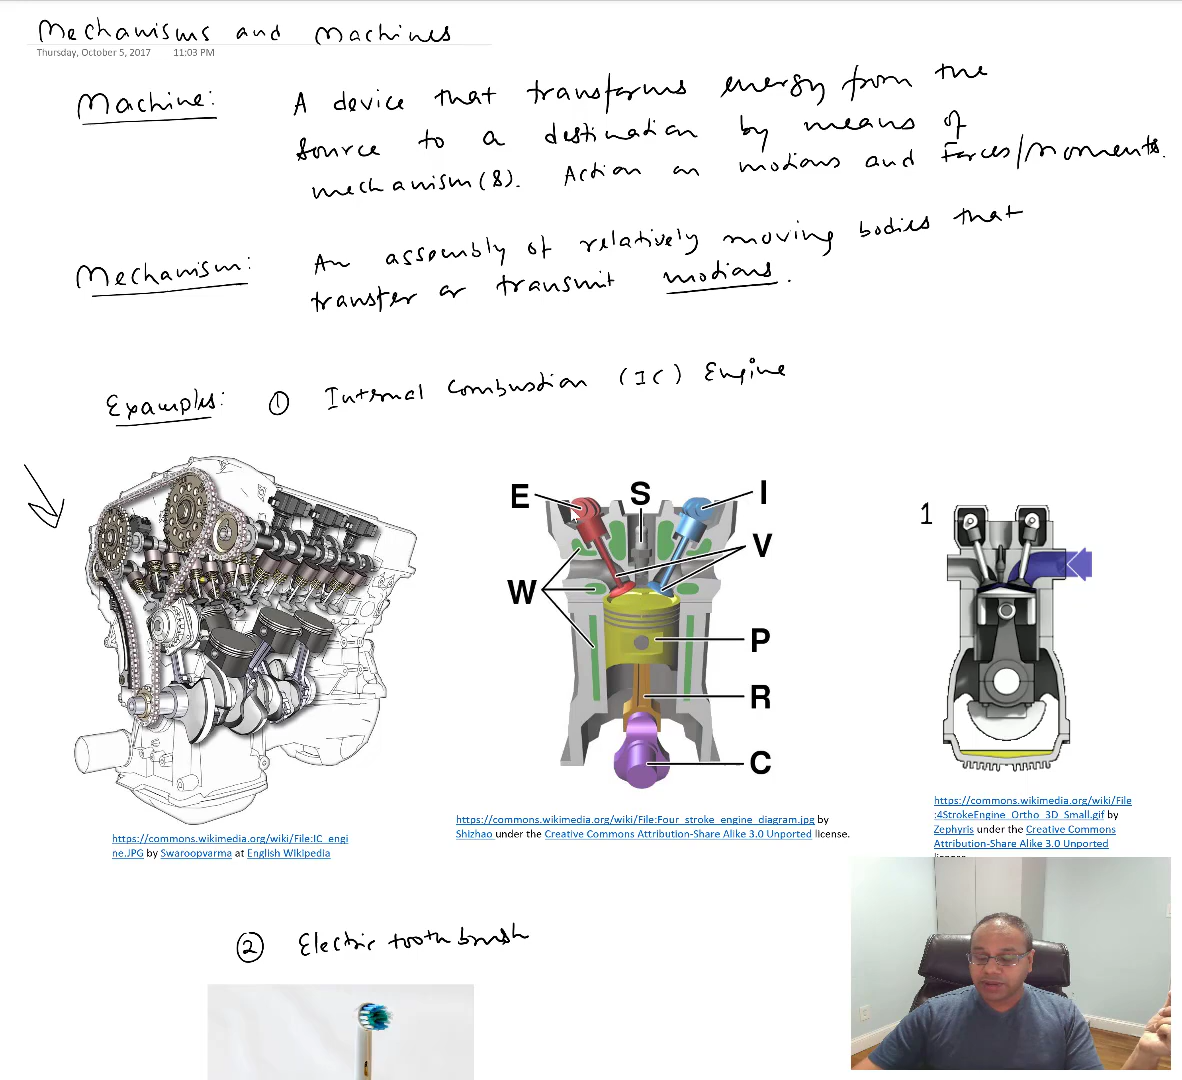 Mechanisms and Machines
Thursday, October 5, 2017 11:03 PM
Machine: A device that transforms energy from the
source to a destination by means of
mechanism(s). Action on motions and Forces/moments.
Mechanism: An assembly of relatively moving bodies that
transfer or transmit motions.
Examples: ① Internal Combustion (IC) Engine
E S I
V
W
P
R
C
1
https://commons.wikimedia.org/wiki/File:IC_engi
ne.JPG by Swaroopvarma at English Wikipedia
https://commons.wikimedia.org/wiki/File:Four_stroke_engine_diagram.jpg by
Shizhao under the Creative Commons Attribution-Share Alike 3.0 Unported license.
https://commons.wikimedia.org/wiki/File
:4StrokeEngine_Ortho_3D_Small.gif by
Zephyris under the Creative Commons
Attribution-Share Alike 3.0 Unported
② Electric toothbrush